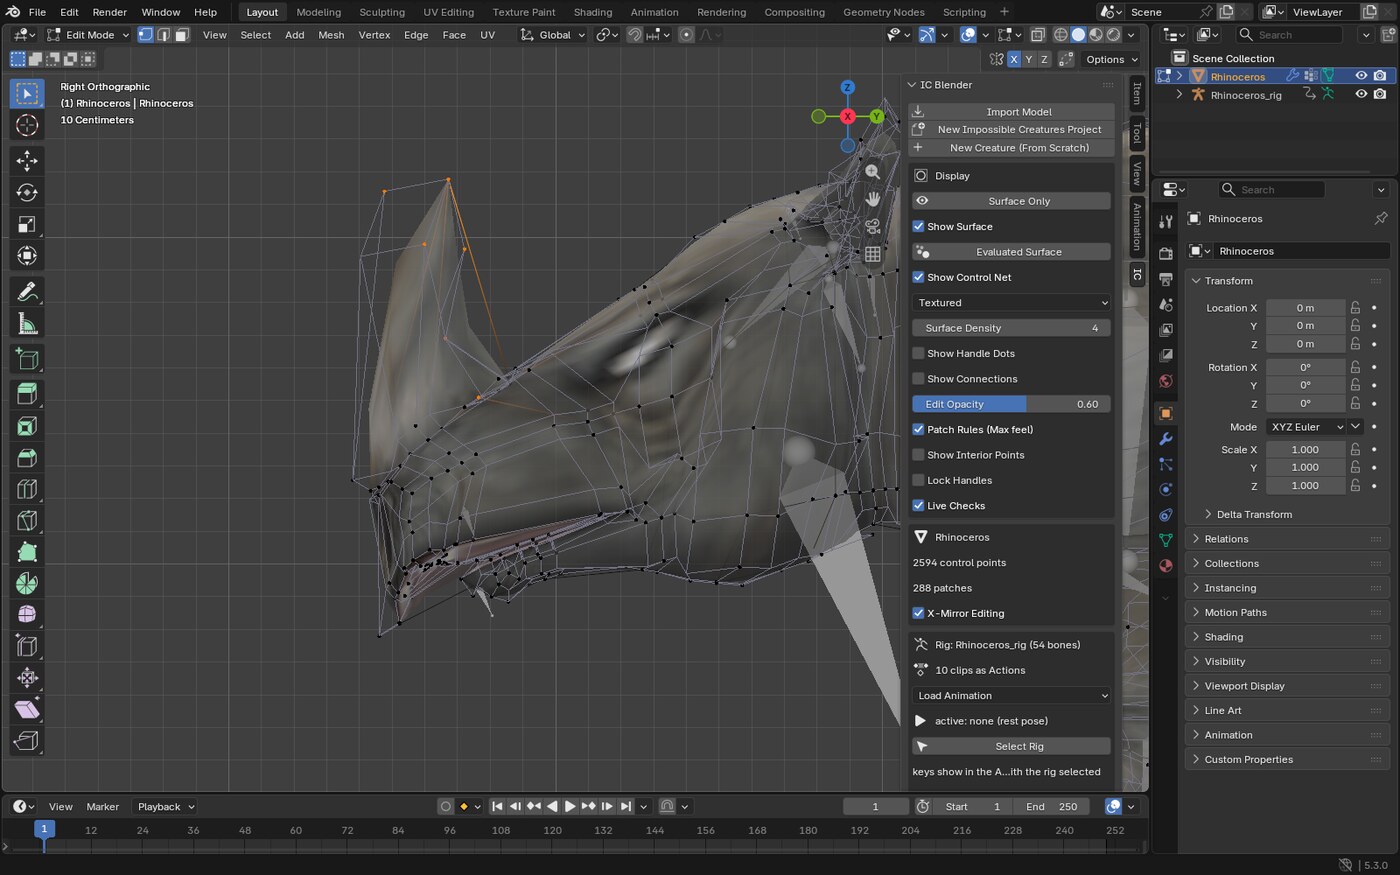 File Edit Render Window Help Layout Modeling Sculpting UV Editing Texture Paint Shading Animation Rendering Compositing Geometry Nodes Scripting + Scene ViewLayer
Edit Mode View Select Add Mesh Vertex Edge Face UV Global Search
X Y Z Options
Right Orthographic
(1) Rhinoceros | Rhinoceros
10 Centimeters
Z
X
Y
IC Blender
Import Model
New Impossible Creatures Project
New Creature (From Scratch)
Display
Surface Only
Show Surface
Evaluated Surface
Show Control Net
Textured
Surface Density 4
Show Handle Dots
Show Connections
Edit Opacity 0.60
Patch Rules (Max feel)
Show Interior Points
Lock Handles
Live Checks
Rhinoceros
2594 control points
288 patches
X-Mirror Editing
Rig: Rhinoceros_rig (54 bones)
10 clips as Actions
Load Animation
active: none (rest pose)
Select Rig
keys show in the A...ith the rig selected
Item
Tool
View
Animation
IC
Scene Collection
Rhinoceros
Rhinoceros_rig
Search
Rhinoceros
Rhinoceros
Transform
Location X 0 m
Y 0 m
Z 0 m
Rotation X 0°
Y 0°
Z 0°
Mode XYZ Euler
Scale X 1.000
Y 1.000
Z 1.000
Delta Transform
Relations
Collections
Instancing
Motion Paths
Shading
Visibility
Viewport Display
Line Art
Animation
Custom Properties
View Marker Playback 1 Start 1 End 250
1 12 24 36 48 60 72 84 96 108 120 132 144 156 168 180 192 204 216 228 240 252
5.3.0